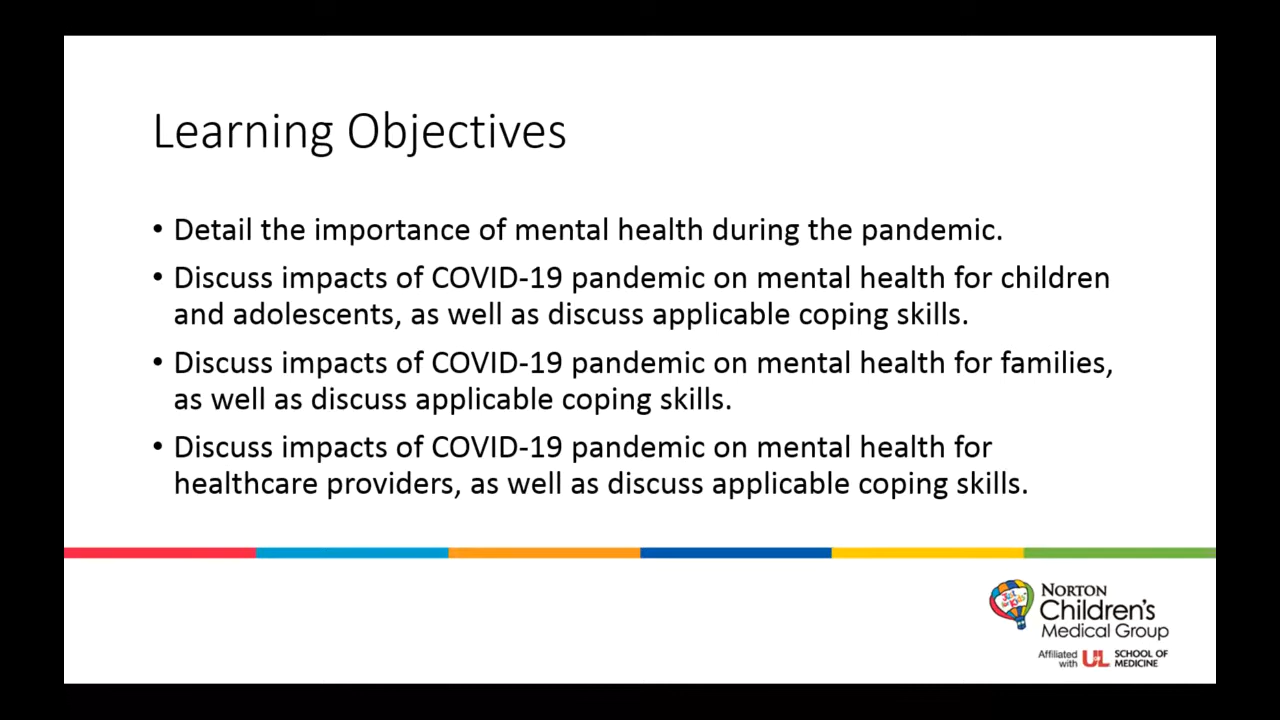 Learning Objectives
• Detail the importance of mental health during the pandemic.
• Discuss impacts of COVID-19 pandemic on mental health for children
and adolescents, as well as discuss applicable coping skills.
• Discuss impacts of COVID-19 pandemic on mental health for families,
as well as discuss applicable coping skills.
• Discuss impacts of COVID-19 pandemic on mental health for
healthcare providers, as well as discuss applicable coping skills.
Just
for Kids
NORTON
Children's
Medical Group
Affiliated
with
UL
SCHOOL OF
MEDICINE